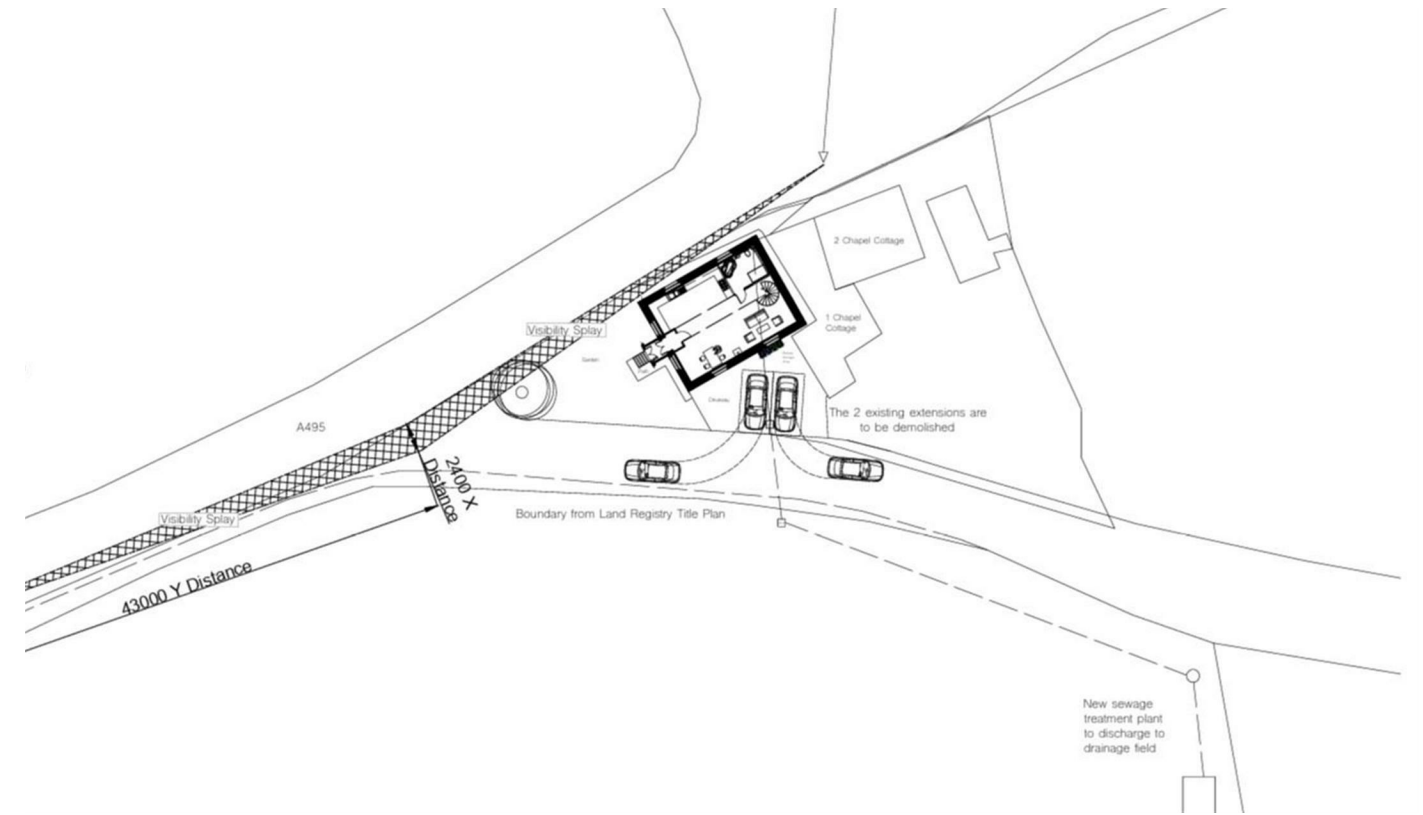 2 Chapel Cottage
1 Chapel
Cottage
Visibility Splay
Garden
The 2 existing extensions are
to be demolished
A495
2400 X
Distance
Visibility Splay
Boundary from Land Registry Title Plan
43000 Y Distance
New sewage
treatment plant
to discharge to
drainage field